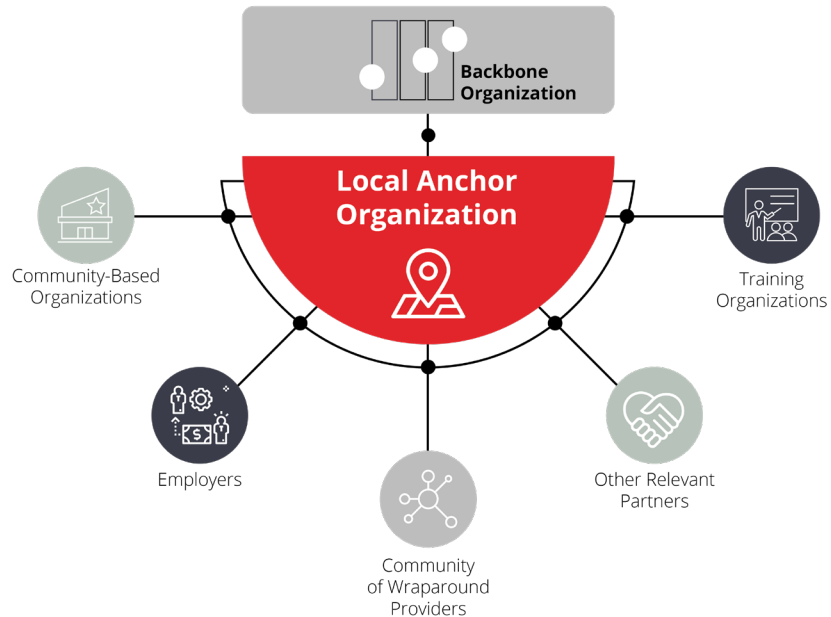 Backbone
Organization
Local Anchor
Organization
Community-Based
Organizations
Training
Organizations
Employers
Other Relevant
Partners
Community
of Wraparound
Providers